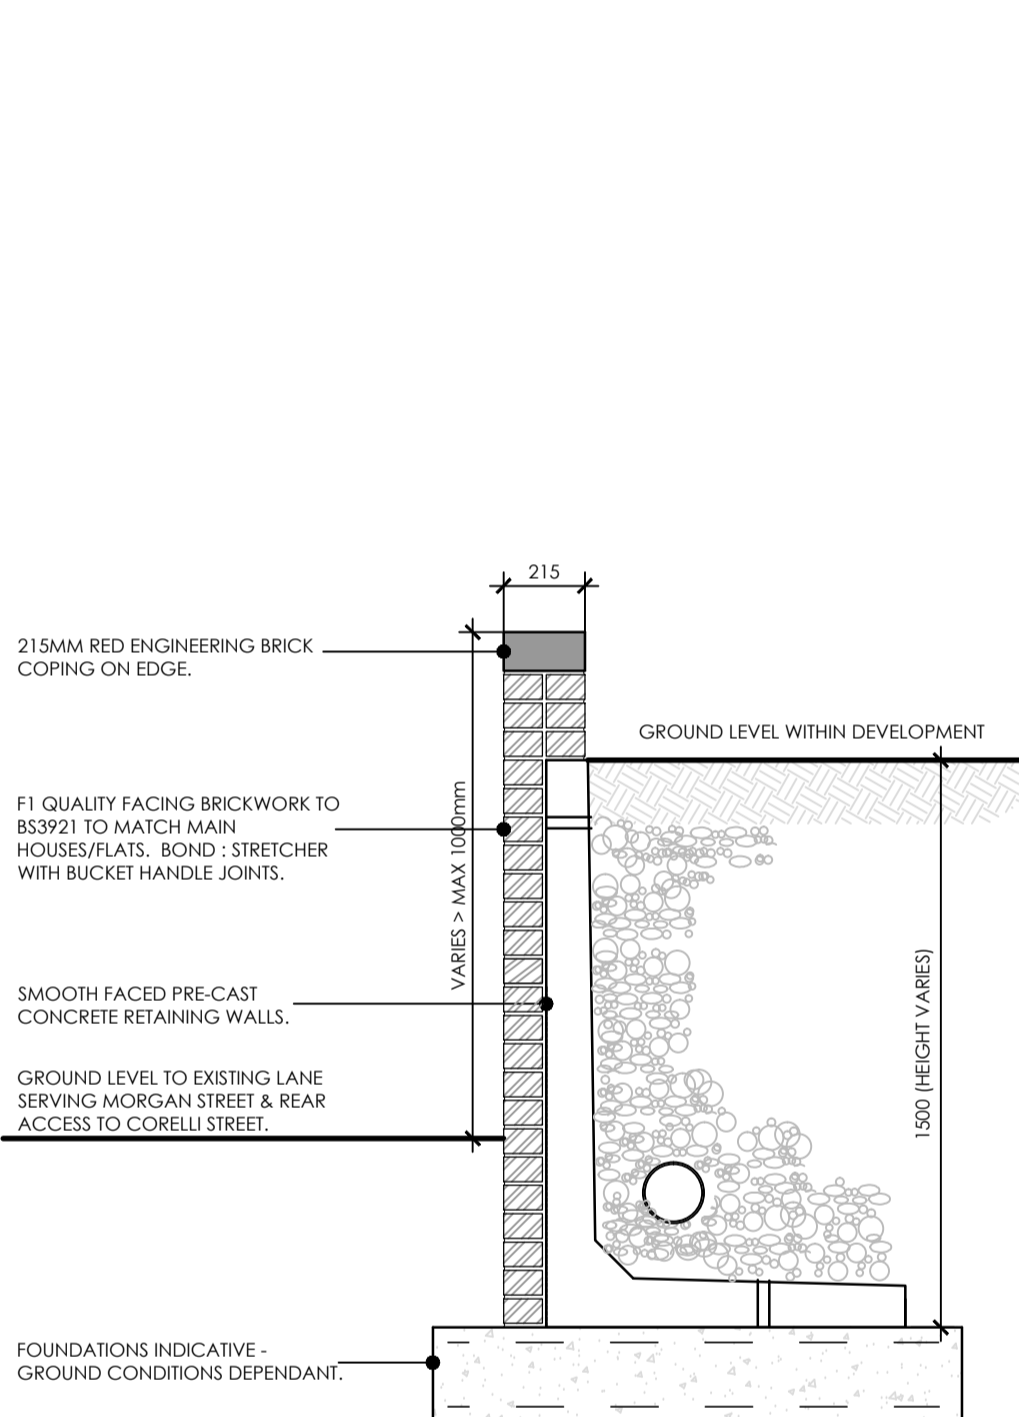 215
215MM RED ENGINEERING BRICK
COPING ON EDGE.
GROUND LEVEL WITHIN DEVELOPMENT
F1 QUALITY FACING BRICKWORK TO
BS3921 TO MATCH MAIN
HOUSES/FLATS.  BOND : STRETCHER
WITH BUCKET HANDLE JOINTS.
VARIES > MAX 1000mm
SMOOTH FACED PRE-CAST
CONCRETE RETAINING WALLS.
1500 (HEIGHT VARIES)
GROUND LEVEL TO EXISTING LANE
SERVING MORGAN STREET & REAR
ACCESS TO CORELLI STREET.
FOUNDATIONS INDICATIVE -
GROUND CONDITIONS DEPENDANT.